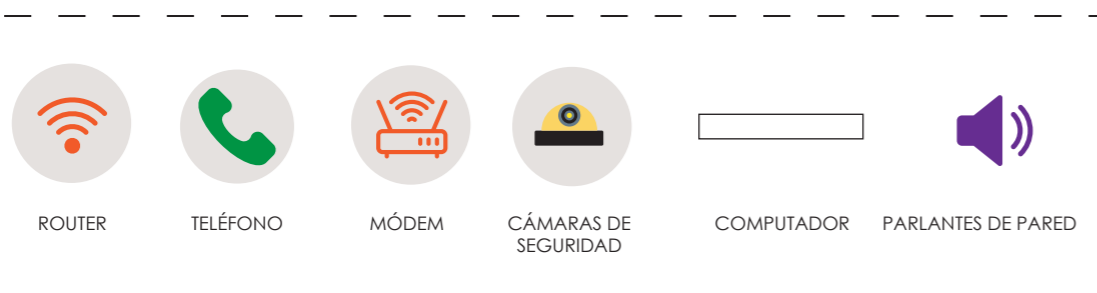 ROUTER
TELÉFONO
MÓDEM
CÁMARAS DE
SEGURIDAD
COMPUTADOR
PARLANTES DE PARED